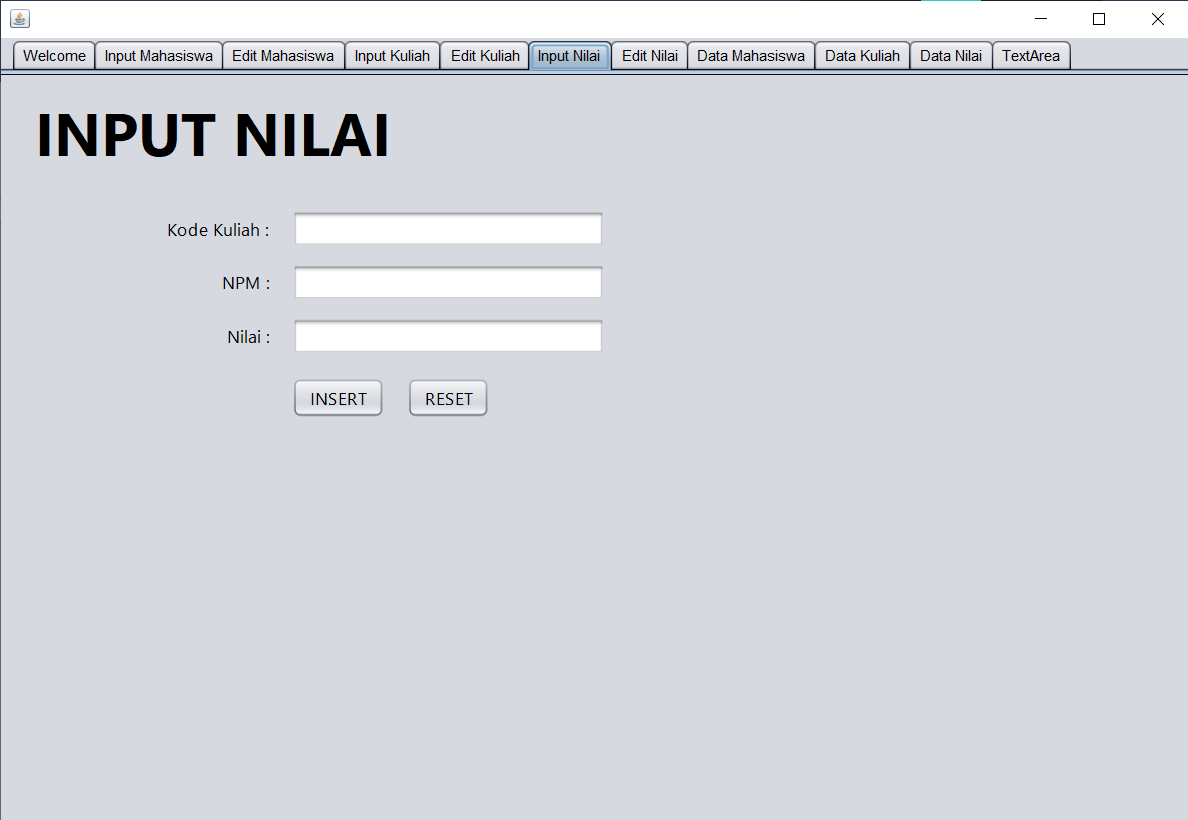 Welcome Input Mahasiswa Edit Mahasiswa Input Kuliah Edit Kuliah Input Nilai Edit Nilai Data Mahasiswa Data Kuliah Data Nilai TextArea
INPUT NILAI
Kode Kuliah :
NPM :
Nilai :
INSERT RESET